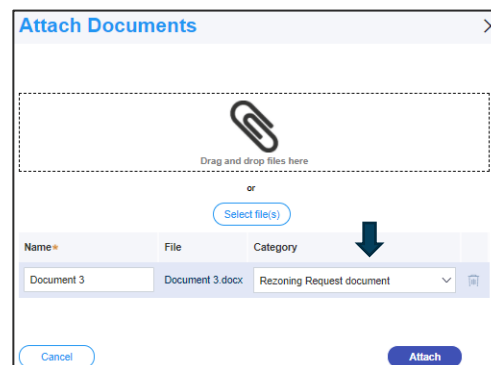 Attach Documents
Drag and drop files here
or
Select file(s)
Name* File Category
Document 3 Document 3.docx Rezoning Request document
Cancel Attach